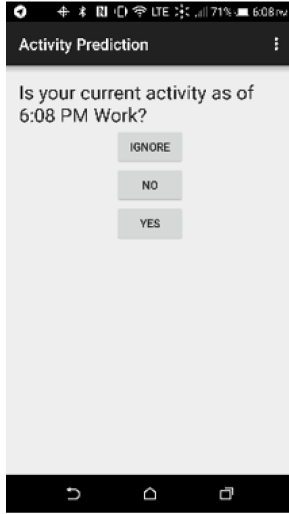 LTE 71% 6:08 PM
Activity Prediction
Is your current activity as of
6:08 PM Work?
IGNORE
NO
YES